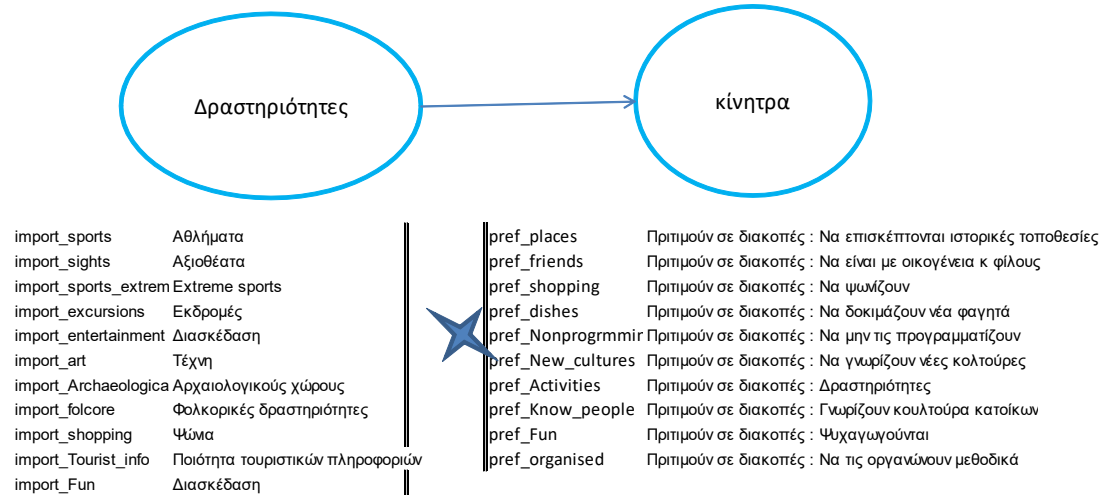 Δραστηριότητες
κίνητρα
import_sports Αθλήματα
import_sights Αξιοθέατα
import_sports_extrem Extreme sports
import_excursions Εκδρομές
import_entertainment Διασκέδαση
import_art Τέχνη
import_Archaeologica Αρχαιολογικούς χώρους
import_folcore Φολκορικές δραστηριότητες
import_shopping Ψώνια
import_Tourist_info Ποιότητα τουριστικών πληροφοριών
import_Fun Διασκέδαση
pref_places Πριτιμούν σε διακοπές : Να επισκέπτονται ιστορικές τοποθεσίες
pref_friends Πριτιμούν σε διακοπές : Να είναι με οικογένεια κ φίλους
pref_shopping Πριτιμούν σε διακοπές : Να ψωνίζουν
pref_dishes Πριτιμούν σε διακοπές : Να δοκιμάζουν νέα φαγητά
pref_Nonprogrmmir Πριτιμούν σε διακοπές : Να μην τις προγραμματίζουν
pref_New_cultures Πριτιμούν σε διακοπές : Να γνωρίζουν νέες κολτούρες
pref_Activities Πριτιμούν σε διακοπές : Δραστηριότητες
pref_Know_people Πριτιμούν σε διακοπές : Γνωρίζουν κουλτούρα κατοίκων
pref_Fun Πριτιμούν σε διακοπές : Ψυχαγωγούνται
pref_organised Πριτιμούν σε διακοπές : Να τις οργανώνουν μεθοδικά